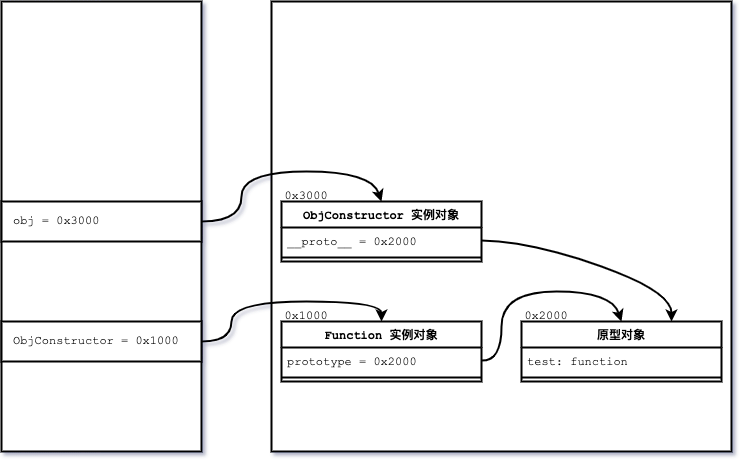 0x3000
ObjConstructor 实例对象
obj = 0x3000
__proto__ = 0x2000
0x1000
0x2000
Function 实例对象
原型对象
ObjConstructor = 0x1000
prototype = 0x2000
test: function